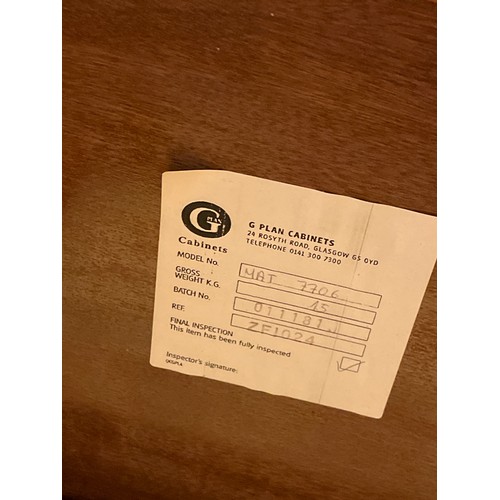 G PLAN
Cabinets
G PLAN CABINETS
24 ROSYTH ROAD, GLASGOW G5 0YD
TELEPHONE 0141 300 7300
MODEL No. MAT 7706
GROSS
WEIGHT K.G. 15
BATCH No. 011181
REF. ZF1024
FINAL INSPECTION
This item has been fully inspected
Inspector's signature: